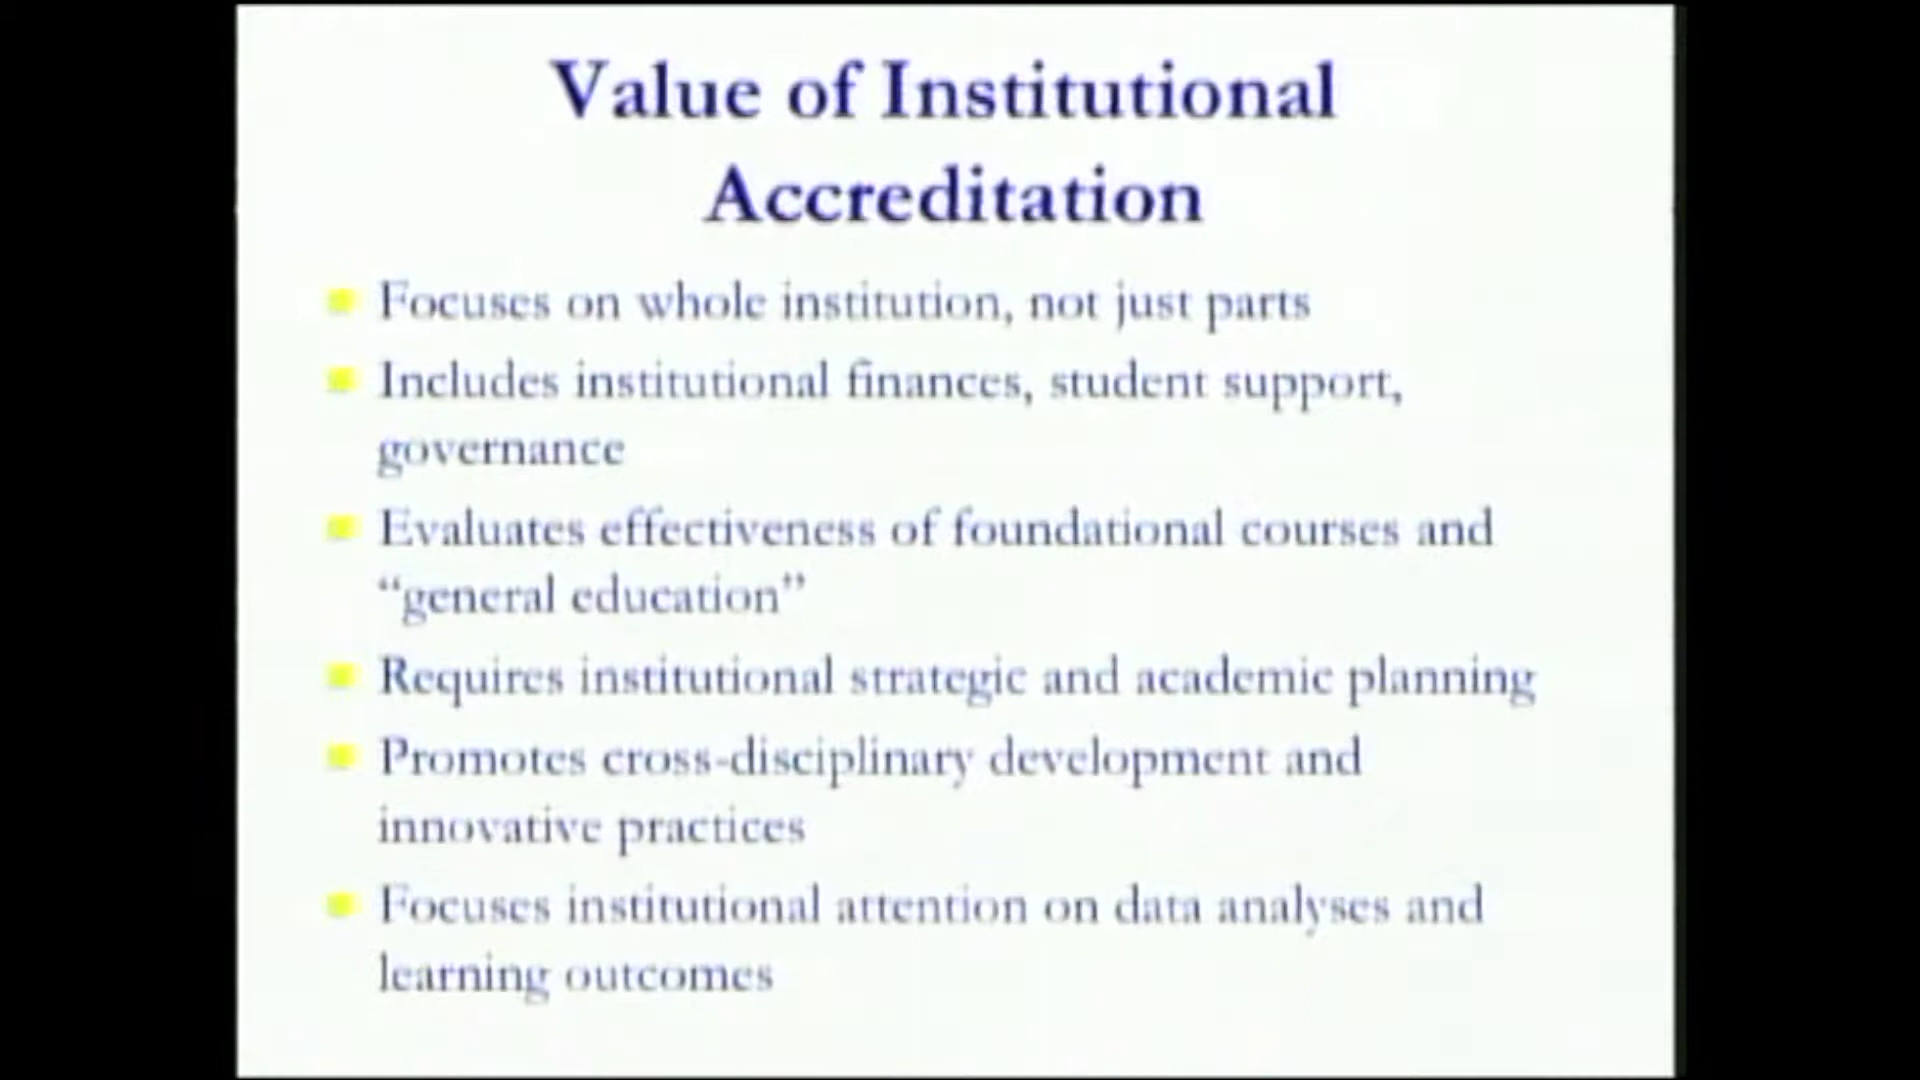 Value of Institutional
Accreditation
Focuses on whole institution, not just parts
Includes institutional finances, student support,
governance
Evaluates effectiveness of foundational courses and
“general education”
Requires institutional strategic and academic planning
Promotes cross-disciplinary development and
innovative practices
Focuses institutional attention on data analyses and
learning outcomes